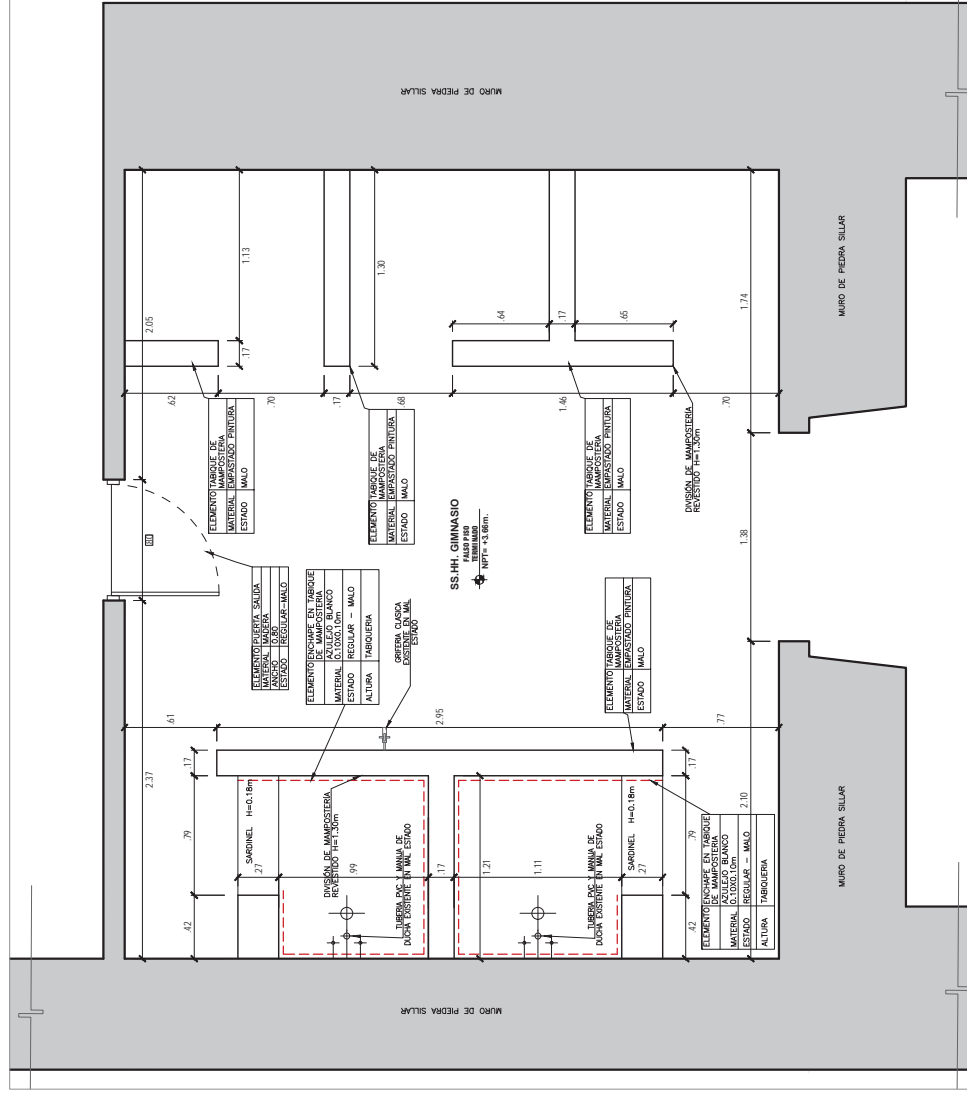 MURO DE PIEDRA SILLAR
2.05
1.13
.17
1.30
.62
.70
.17
.68
.64
.17
.65
1.46
.70
1.74
MURO DE PIEDRA SILLAR
ELEMENTO TABIQUE DE MAMPOSTERIA
MATERIAL EMPASTADO PINTURA
ESTADO MALO
ELEMENTO TABIQUE DE MAMPOSTERIA
MATERIAL EMPASTADO PINTURA
ESTADO MALO
ELEMENTO TABIQUE DE MAMPOSTERIA
MATERIAL EMPASTADO PINTURA
ESTADO MALO
DIVISIÓN DE MAMPOSTERIA
REVESTIDO H=1.30m
SS.HH. GIMNASIO
FALSO PISO
TERMINADO
NPT= +3.66m.
1.38
ELEMENTO PUERTA SALIDA
MATERIAL MADERA
ANCHO 0.80
ESTADO REGULAR-MALO
ELEMENTO ENCHAPE EN TABIQUE DE MAMPOSTERIA
MATERIAL AZULEJO BLANCO 0.10X0.10m
ESTADO REGULAR – MALO
ALTURA TABIQUERIA
GRIFERIA CLASICA
EXISTENTE EN MAL
ESTADO
ELEMENTO TABIQUE DE MAMPOSTERIA
MATERIAL EMPASTADO PINTURA
ESTADO MALO
.61
2.95
.77
2.37
.17
.79
.42
SARDINEL H=0.18m
DIVISIÓN DE MAMPOSTERÍA
REVESTIDO H=1.30m
.27
.99
.17
1.21
1.11
.27
TUBERIA PVC Y MANIJA DE
DUCHA EXISTENTE EN MAL ESTADO
TUBERIA PVC Y MANIJA DE
DUCHA EXISTENTE EN MAL ESTADO
SARDINEL H=0.18m
.17
.79
.42
2.10
ELEMENTO ENCHAPE EN TABIQUE DE MAMPOSTERIA
MATERIAL AZULEJO BLANCO 0.10X0.10m
ESTADO REGULAR – MALO
ALTURA TABIQUERIA
MURO DE PIEDRA SILLAR
MURO DE PIEDRA SILLAR